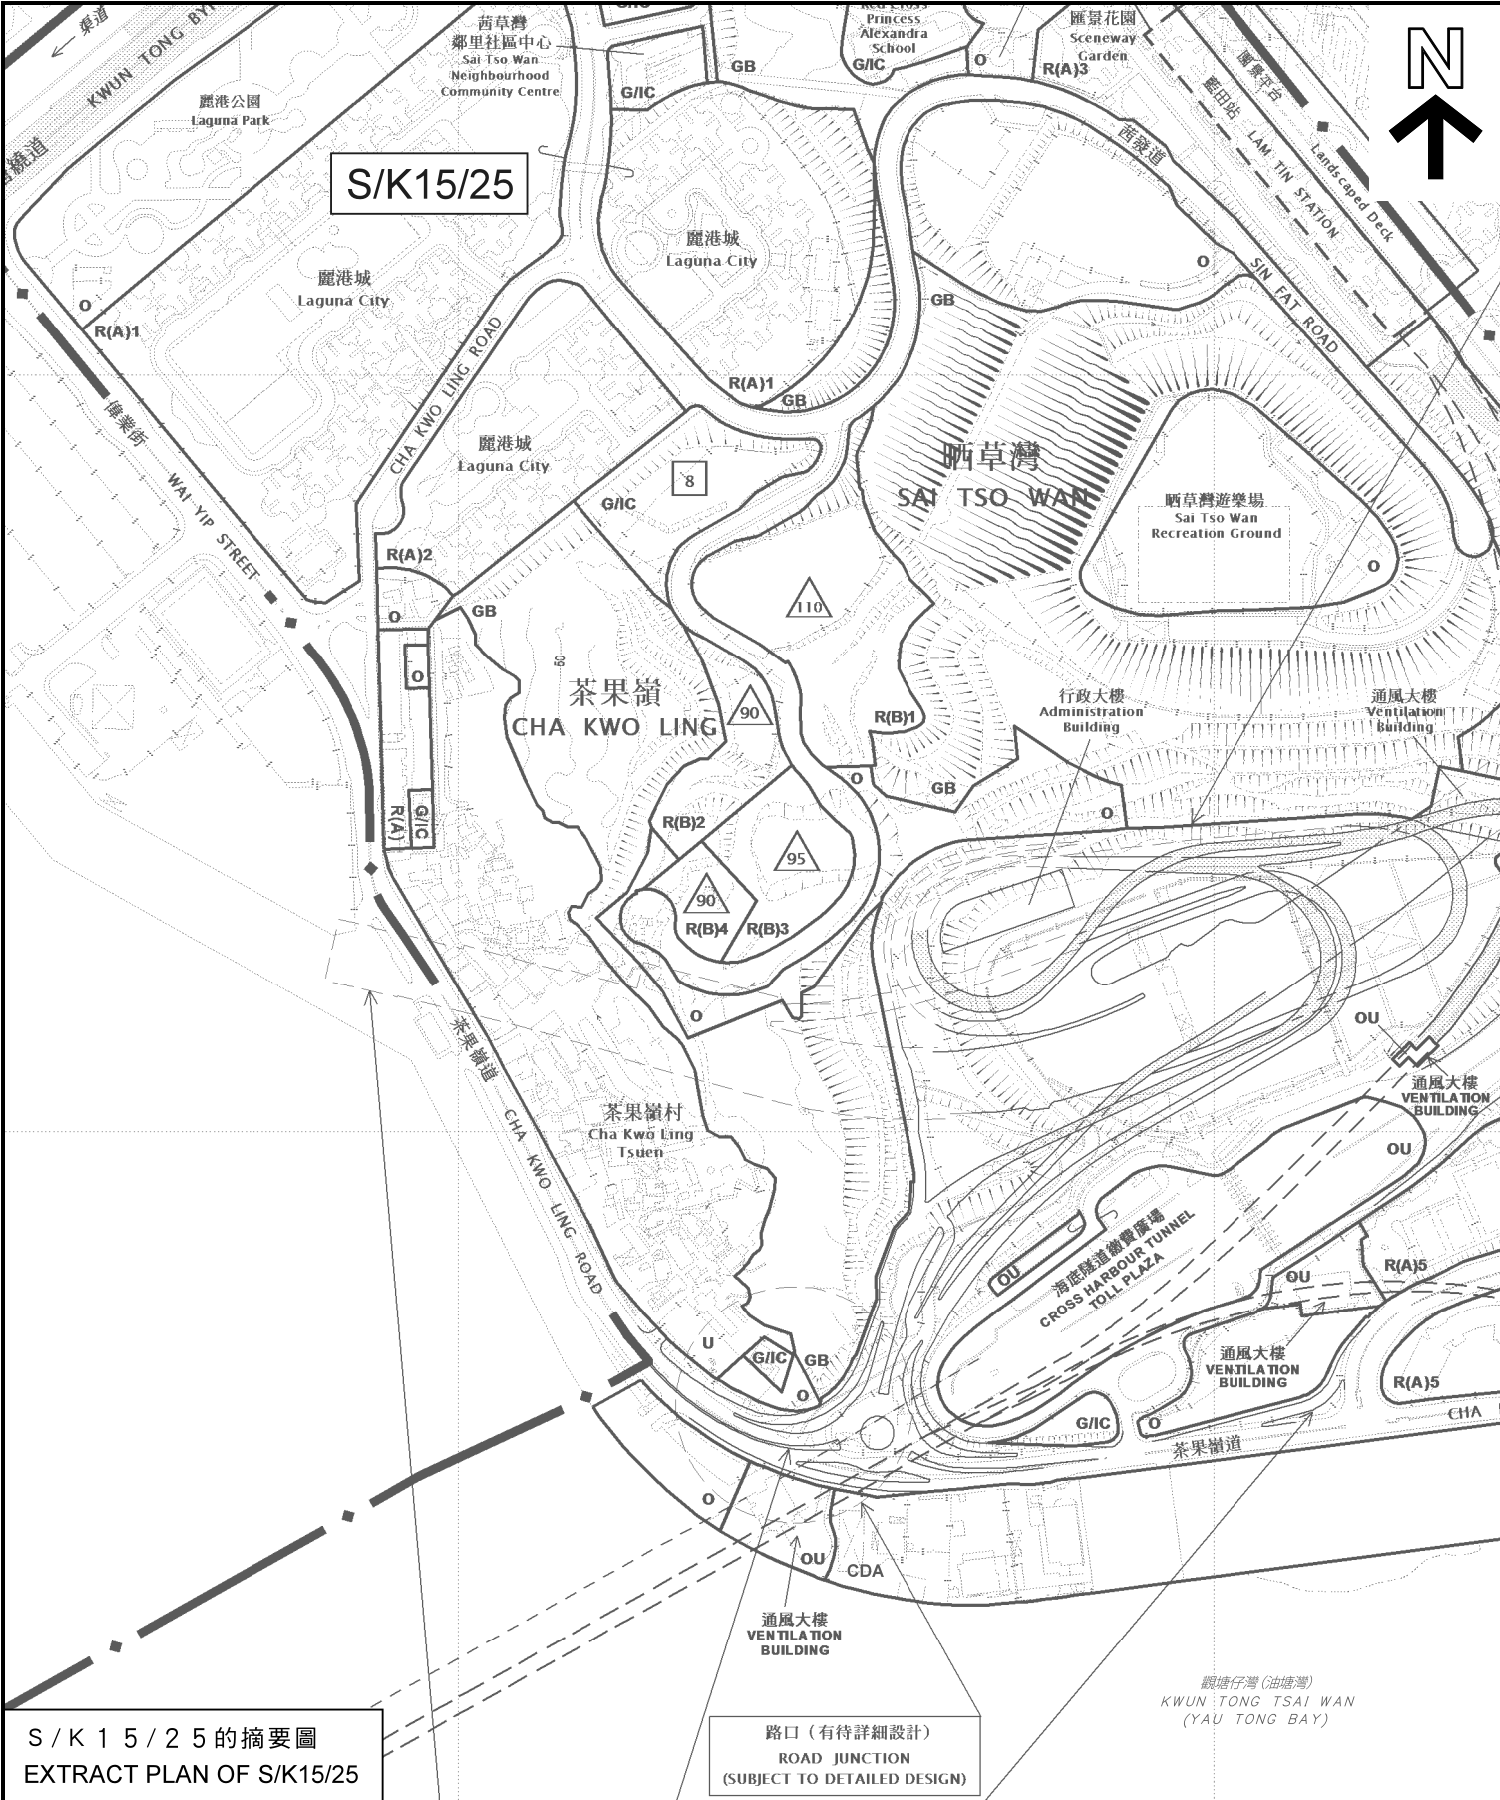 渠道
KWUN TONG BY
繞道
茜草灣
鄰里社區中心
Sai Tso Wan
Neighbourhood
Community Centre
G/IC
GB
Princess
Alexandra
School
G/IC
O
匯景花園
Sceneway
Garden
R(A)3
麗港公園
Laguna Park
S/K15/25
茜發道
藍田站
LAM TIN STATION
Landscaped Deck
N
麗港城
Laguna City
麗港城
Laguna City
O
R(A)1
GB
O
SIN FAT ROAD
CHA KWO LING ROAD
R(A)1
GB
偉業街
WAI YIP STREET
麗港城
Laguna City
8
G/IC
晒草灣
SAI TSO WAN
晒草灣遊樂場
Sai Tso Wan
Recreation Ground
O
R(A)2
O
GB
110
O
50
茶果嶺
CHA KWO LING
90
R(B)1
行政大樓
Administration
Building
通風大樓
Ventilation
Building
O
GB
O
R(A)
G/IC
R(B)2
95
90
R(B)4
R(B)3
O
OU
通風大樓
VENTILATION
BUILDING
茶果嶺道
CHA KWO LING ROAD
茶果嶺村
Cha Kwo Ling
Tsuen
OU
海底隧道繳費廣場
CROSS HARBOUR TUNNEL
TOLL PLAZA
OU
OU
R(A)5
通風大樓
VENTILATION
BUILDING
R(A)5
U
G/IC
GB
O
G/IC
O
茶果嶺道
CHA
O
OU
CDA
通風大樓
VENTILATION
BUILDING
觀塘仔灣(油塘灣)
KWUN TONG TSAI WAN
(YAU TONG BAY)
路口（有待詳細設計）
ROAD JUNCTION
(SUBJECT TO DETAILED DESIGN)
S/K15/25的摘要圖
EXTRACT PLAN OF S/K15/25